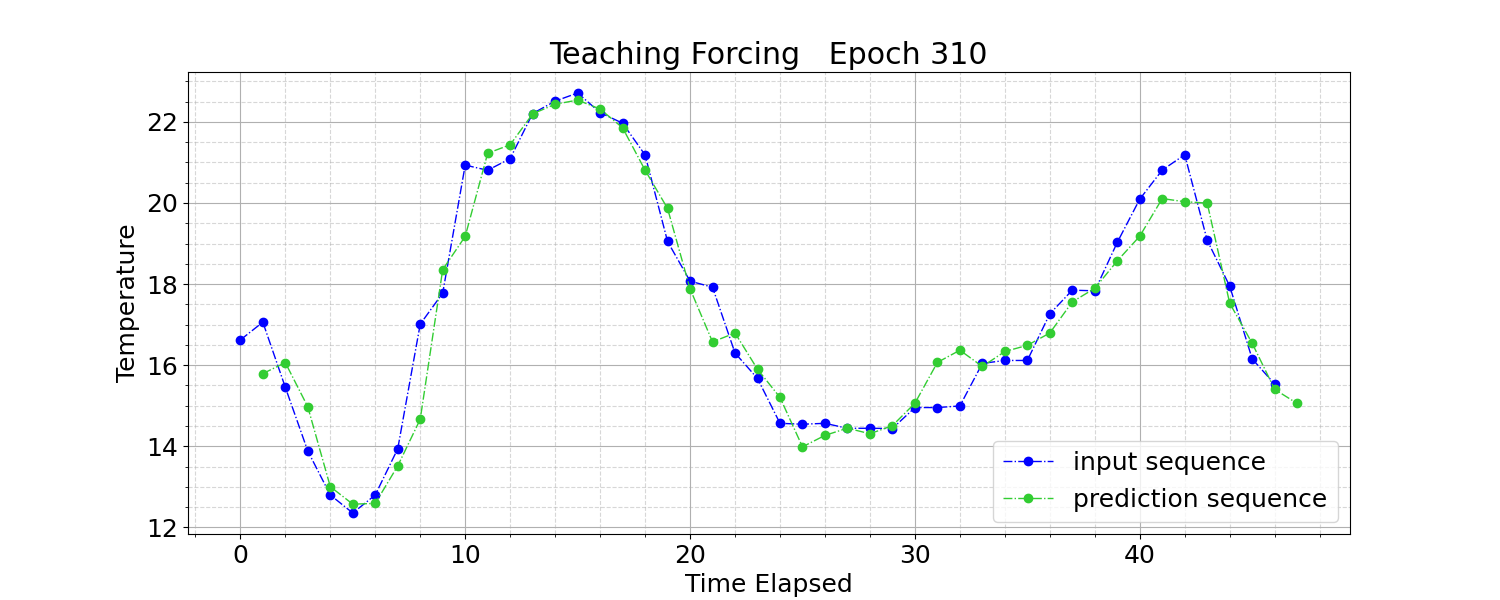 Teaching Forcing   Epoch 310
Temperature
22
20
18
16
14
12
0 10 20 30 40
Time Elapsed
input sequence
prediction sequence